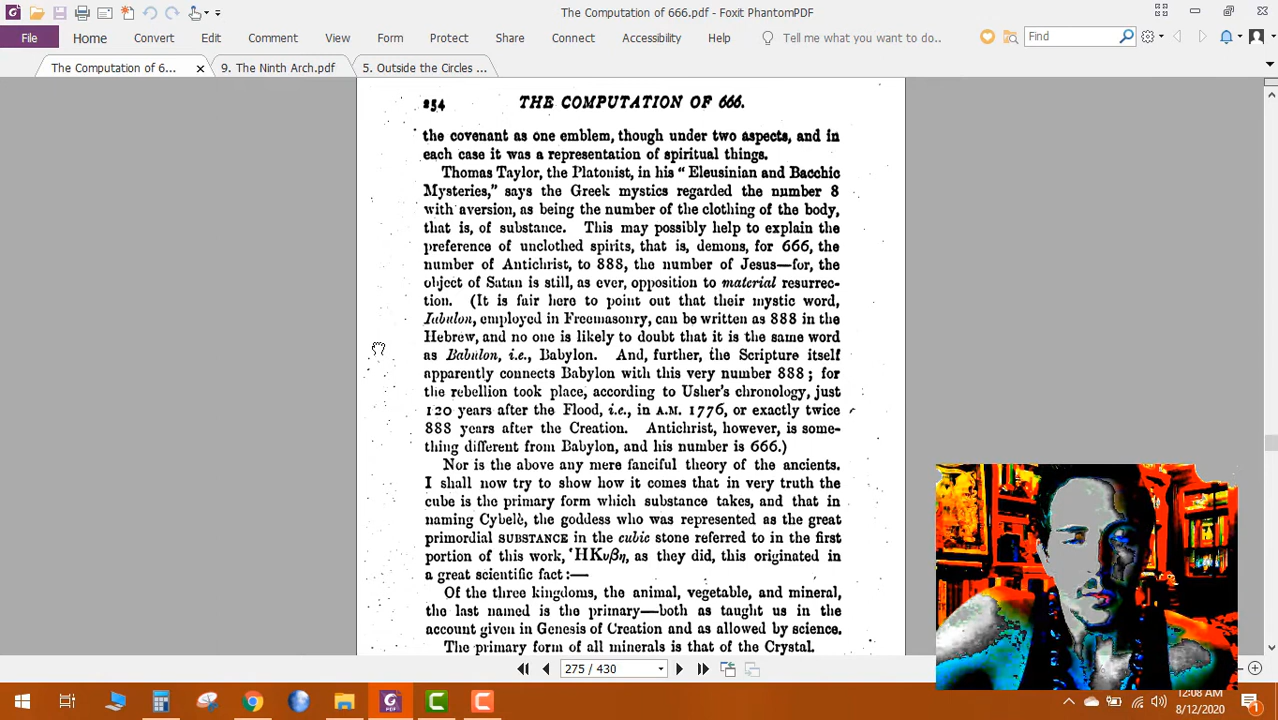 The Computation of 666.pdf - Foxit PhantomPDF
File Home Convert Edit Comment View Form Protect Share Connect Accessibility Help Tell me what you want to do.. Find
The Computation of 6... 9. The Ninth Arch.pdf 5. Outside the Circles ...
254 THE COMPUTATION OF 666.
the covenant as one emblem, though under two aspects, and in
each case it was a representation of spiritual things.
Thomas Taylor, the Platonist, in his "Eleusinian and Bacchic
Mysteries," says the Greek mystics regarded the number 8
with aversion, as being the number of the clothing of the body,
that is, of substance. This may possibly help to explain the
preference of unclothed spirits, that is, demons, for 666, the
number of Antichrist, to 888, the number of Jesus—for, the
object of Satan is still, as ever, opposition to material resurrec-
tion. (It is fair here to point out that their mystic word,
Iabulon, employed in Freemasonry, can be written as 888 in the
Hebrew, and no one is likely to doubt that it is the same word
as Babulon, i.e., Babylon. And, further, the Scripture itself
apparently connects Babylon with this very number 888; for
the rebellion took place, according to Usher's chronology, just
120 years after the Flood, i.e., in A.M. 1776, or exactly twice
888 years after the Creation. Antichrist, however, is some-
thing different from Babylon, and his number is 666.)
Nor is the above any mere fanciful theory of the ancients.
I shall now try to show how it comes that in very truth the
cube is the primary form which substance takes, and that in
naming Cybelè, the goddess who was represented as the great
primordial SUBSTANCE in the cubic stone referred to in the first
portion of this work, 'HΚυβη, as they did, this originated in
a great scientific fact:—
Of the three kingdoms, the animal, vegetable, and mineral,
the last named is the primary—both as taught us in the
account given in Genesis of Creation and as allowed by science.
The primary form of all minerals is that of the Crystal.
275 / 430
12:08 AM
8/12/2020